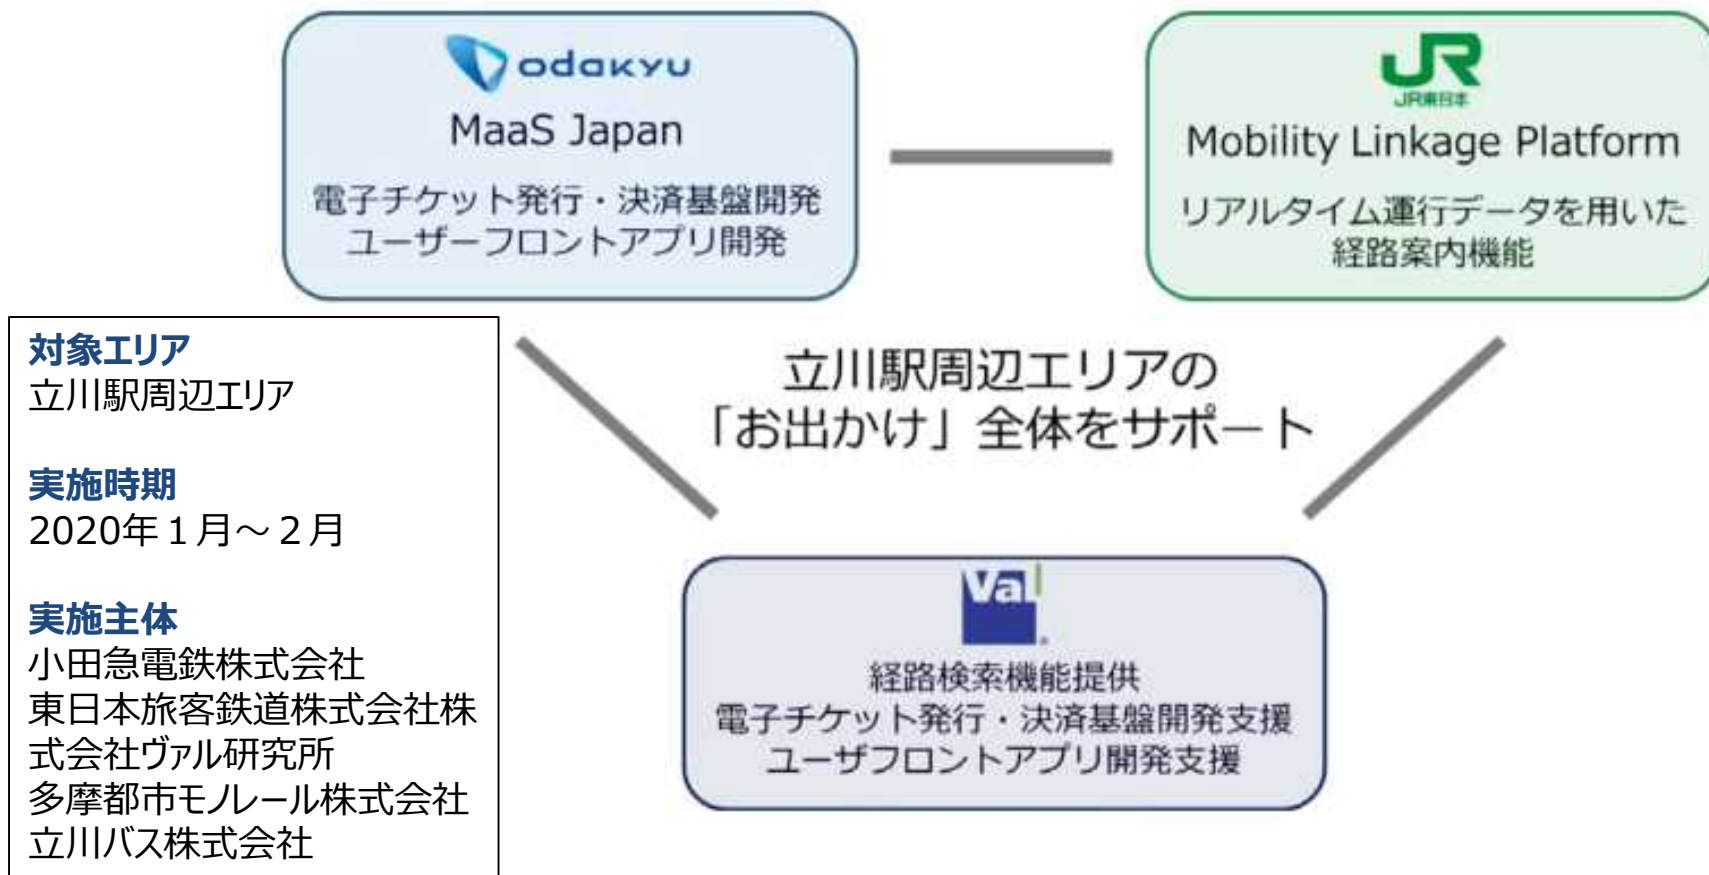 odakyu
MaaS Japan
電子チケット発行・決済基盤開発
ユーザーフロントアプリ開発
JR
JR東日本
Mobility Linkage Platform
リアルタイム運行データを用いた
経路案内機能
立川駅周辺エリアの
「お出かけ」全体をサポート
対象エリア
立川駅周辺エリア
実施時期
2020年1月～2月
実施主体
小田急電鉄株式会社
東日本旅客鉄道株式会社株
式会社ヴァル研究所
多摩都市モノレール株式会社
立川バス株式会社
Val
経路検索機能提供
電子チケット発行・決済基盤開発支援
ユーザフロントアプリ開発支援